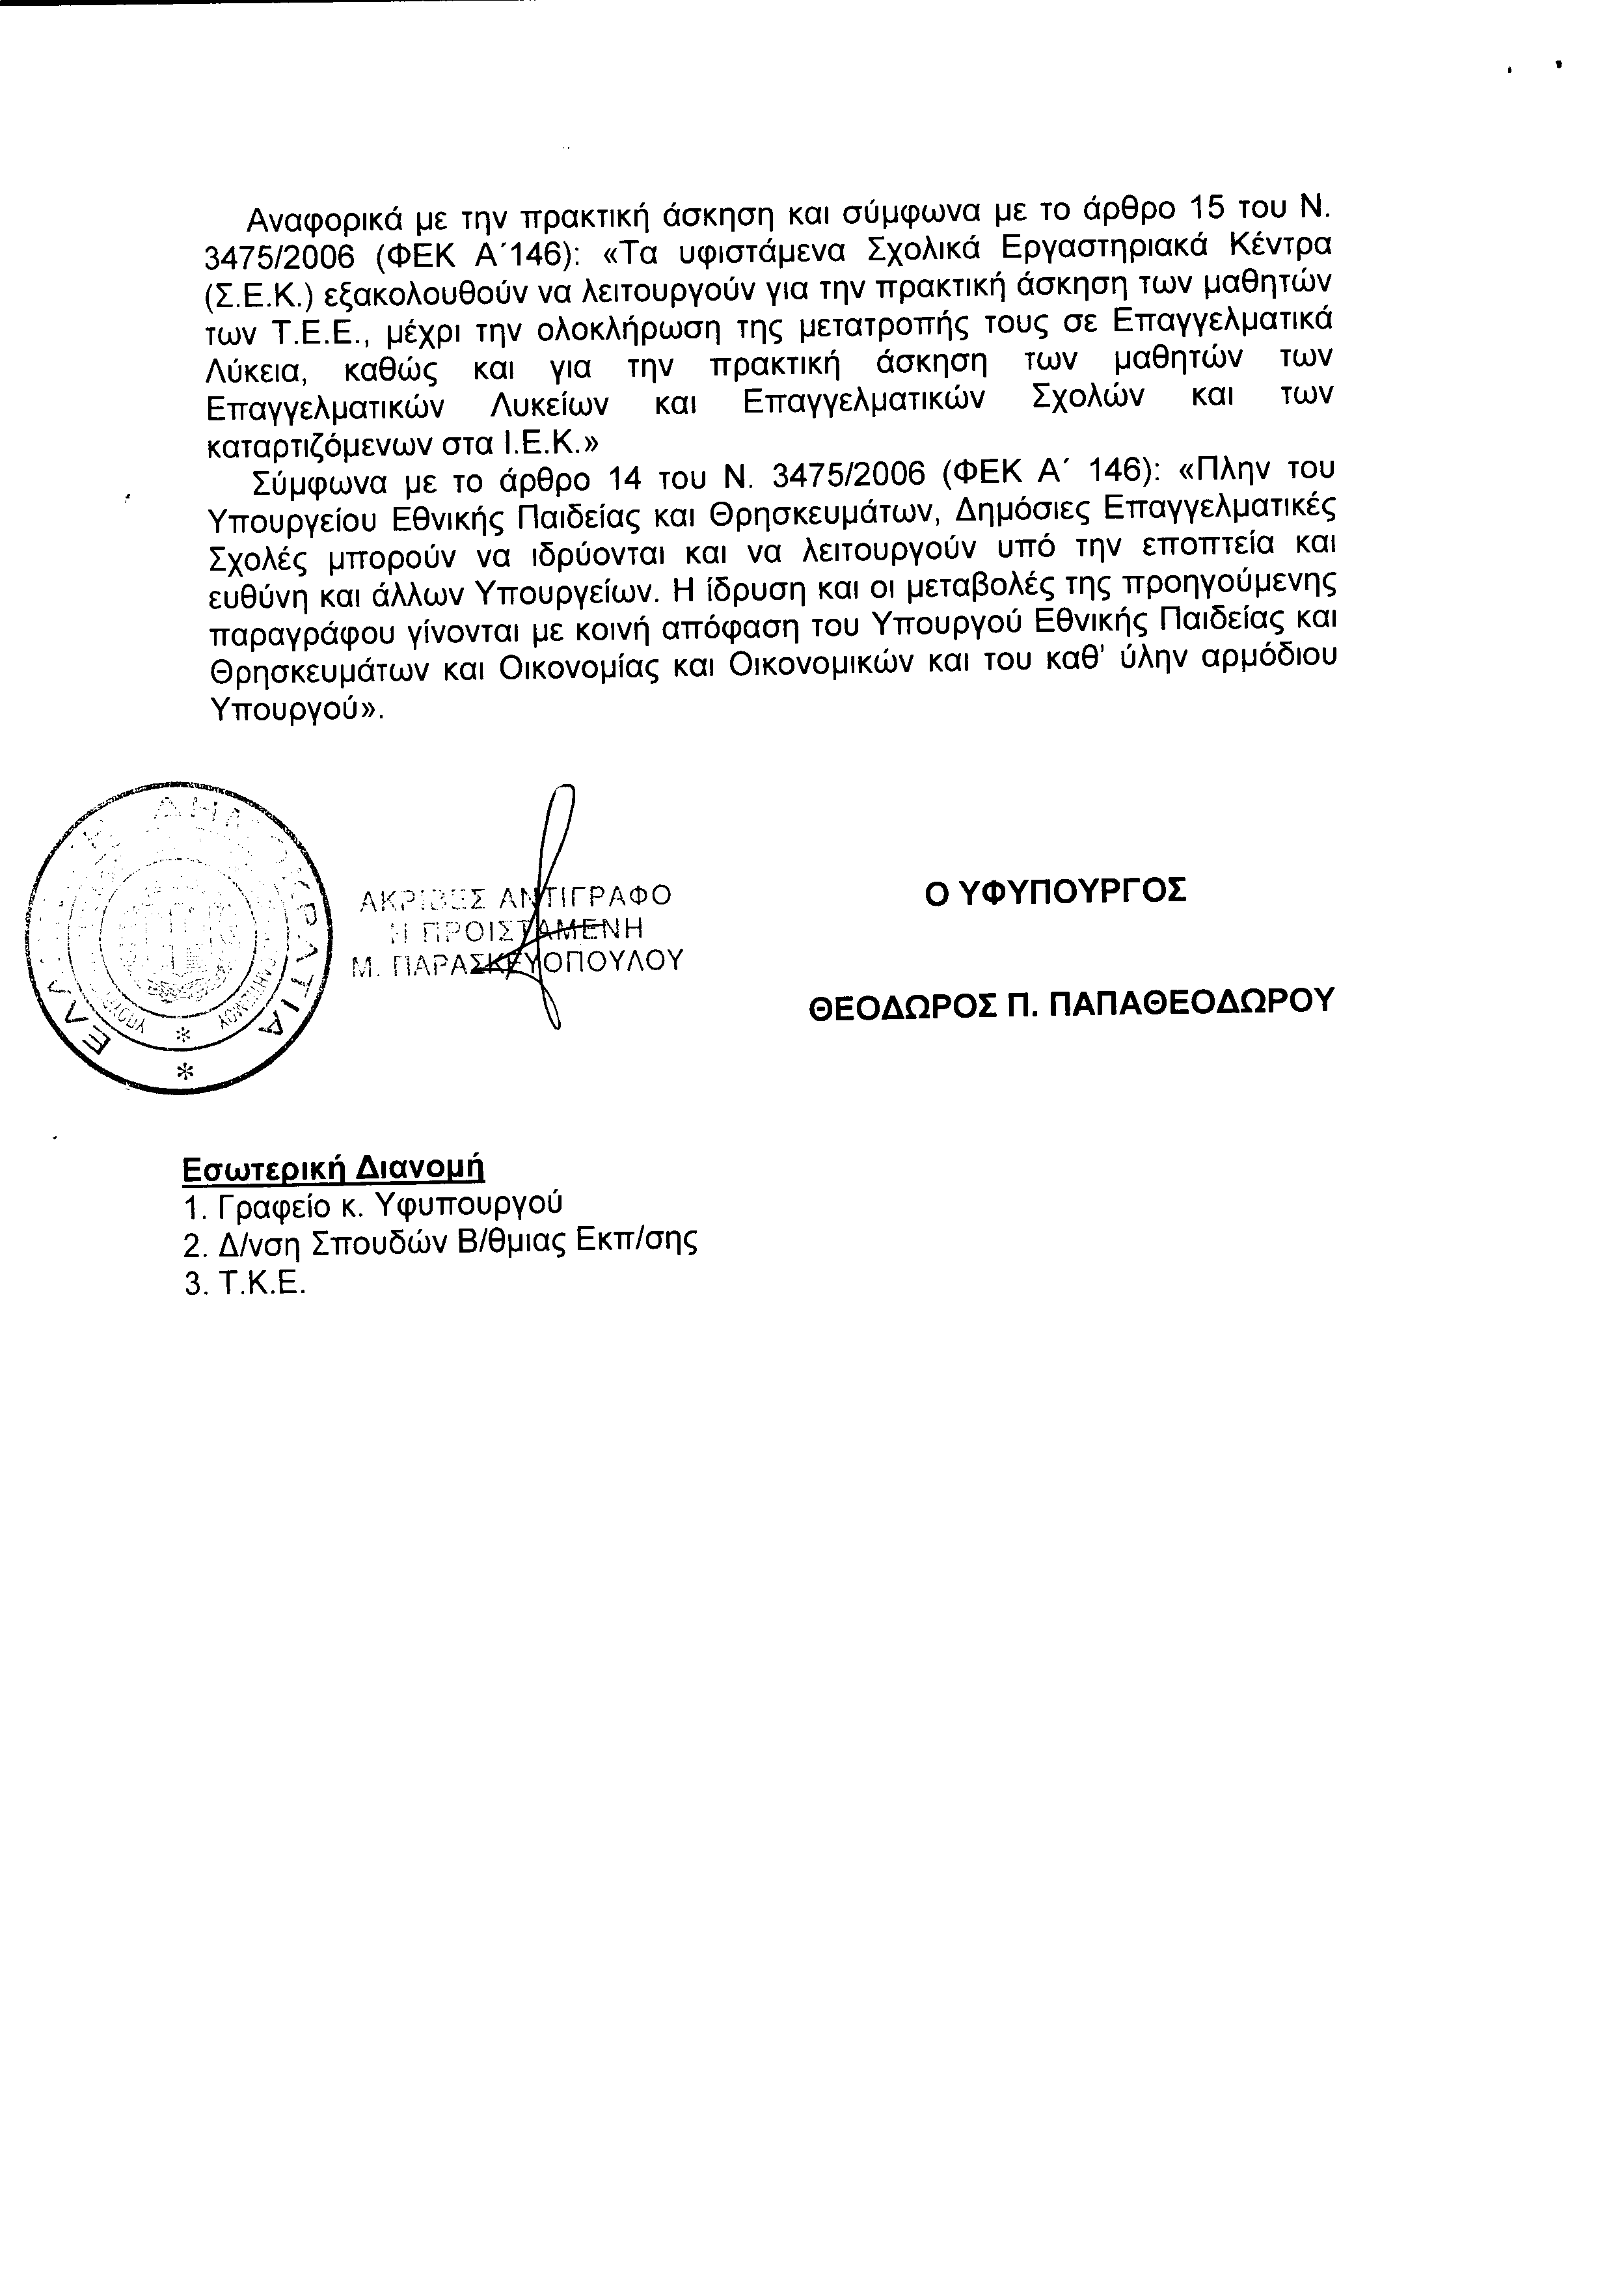 Αναφορικά με την πρακτική άσκηση και σύμφωνα με το άρθρο 15 του Ν.
3475/2006 (ΦΕΚ Α΄146): «Τα υφιστάμενα Σχολικά Εργαστηριακά Κέντρα
(Σ.Ε.Κ.) εξακολουθούν να λειτουργούν για την πρακτική άσκηση των μαθητών
των Τ.Ε.Ε., μέχρι την ολοκλήρωση της μετατροπής τους σε Επαγγελματικά
Λύκεια, καθώς και για την πρακτική άσκηση των μαθητών των
Επαγγελματικών Λυκείων και Επαγγελματικών Σχολών και των
καταρτιζόμενων στα Ι.Ε.Κ.»
Σύμφωνα με το άρθρο 14 του Ν. 3475/2006 (ΦΕΚ Α΄ 146): «Πλην του
Υπουργείου Εθνικής Παιδείας και Θρησκευμάτων, Δημόσιες Επαγγελματικές
Σχολές μπορούν να ιδρύονται και να λειτουργούν υπό την εποπτεία και
ευθύνη και άλλων Υπουργείων. Η ίδρυση και οι μεταβολές της προηγούμενης
παραγράφου γίνονται με κοινή απόφαση του Υπουργού Εθνικής Παιδείας και
Θρησκευμάτων και Οικονομίας και Οικονομικών και του καθ’ ύλην αρμόδιου
Υπουργού».
ΑΚΡΙΒΕΣ ΑΝΤΙΓΡΑΦΟ
Η ΠΡΟΙΣΤΑΜΕΝΗ
Μ. ΠΑΡΑΣΚΕΥΟΠΟΥΛΟΥ
Ο ΥΦΥΠΟΥΡΓΟΣ
ΘΕΟΔΩΡΟΣ Π. ΠΑΠΑΘΕΟΔΩΡΟΥ
ΔΗΜΟΚΡΑΤΙΑ
Εσωτερική Διανομή
1. Γραφείο κ. Υφυπουργού
2. Δ/νση Σπουδών Β/θμιας Εκπ/σης
3. Τ.Κ.Ε.